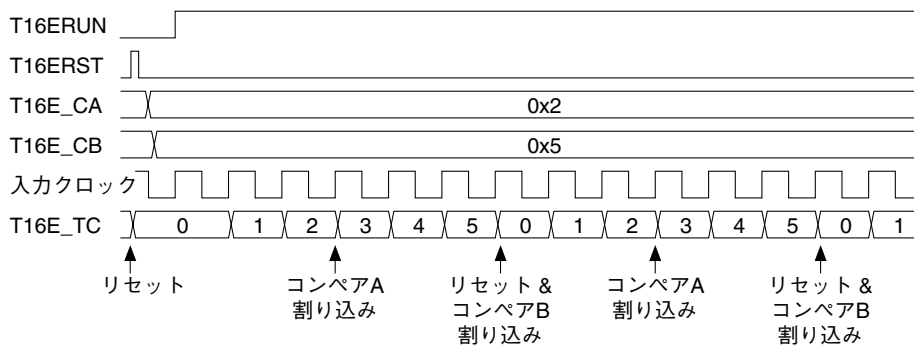 T16ERUN
T16ERST
T16E_CA 0x2
T16E_CB 0x5
入力クロック
T16E_TC 0 1 2 3 4 5 0 1 2 3 4 5 0 1
リセット コンペアA リセット & コンペアA リセット &
割り込み コンペアB 割り込み コンペアB
割り込み 割り込み